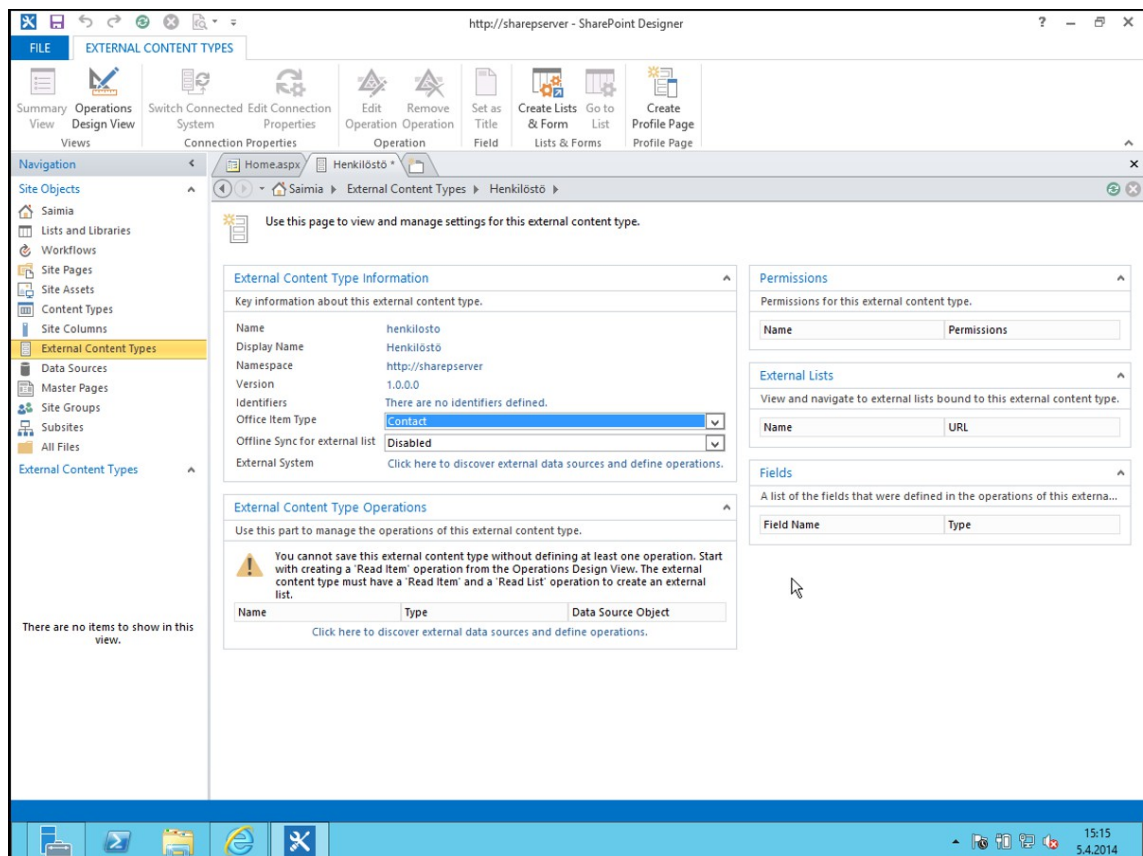 http://sharepserver - SharePoint Designer
?
FILE
EXTERNAL CONTENT TYPES
Summary View
Operations Design View
Switch Connected System
Edit Connection Properties
Edit Operation
Remove Operation
Set as Title
Create Lists & Form
Go to List
Create Profile Page
Views
Connection Properties
Operation
Field
Lists & Forms
Profile Page
Navigation
Home.aspx
Henkilöstö *
Site Objects
Saimia
External Content Types
Henkilöstö
Saimia
Lists and Libraries
Workflows
Site Pages
Site Assets
Content Types
Site Columns
External Content Types
Data Sources
Master Pages
Site Groups
Subsites
All Files
External Content Types
There are no items to show in this
view.
Use this page to view and manage settings for this external content type.
External Content Type Information
Key information about this external content type.
Name henkilosto
Display Name Henkilöstö
Namespace http://sharepserver
Version 1.0.0.0
Identifiers There are no identifiers defined.
Office Item Type Contact
Offline Sync for external list Disabled
External System Click here to discover external data sources and define operations.
External Content Type Operations
Use this part to manage the operations of this external content type.
You cannot save this external content type without defining at least one operation. Start
with creating a 'Read Item' operation from the Operations Design View. The external
content type must have a 'Read Item' and a 'Read List' operation to create an external
list.
Name Type Data Source Object
Click here to discover external data sources and define operations.
Permissions
Permissions for this external content type.
Name Permissions
External Lists
View and navigate to external lists bound to this external content type.
Name URL
Fields
A list of the fields that were defined in the operations of this externa...
Field Name Type
15:15
5.4.2014